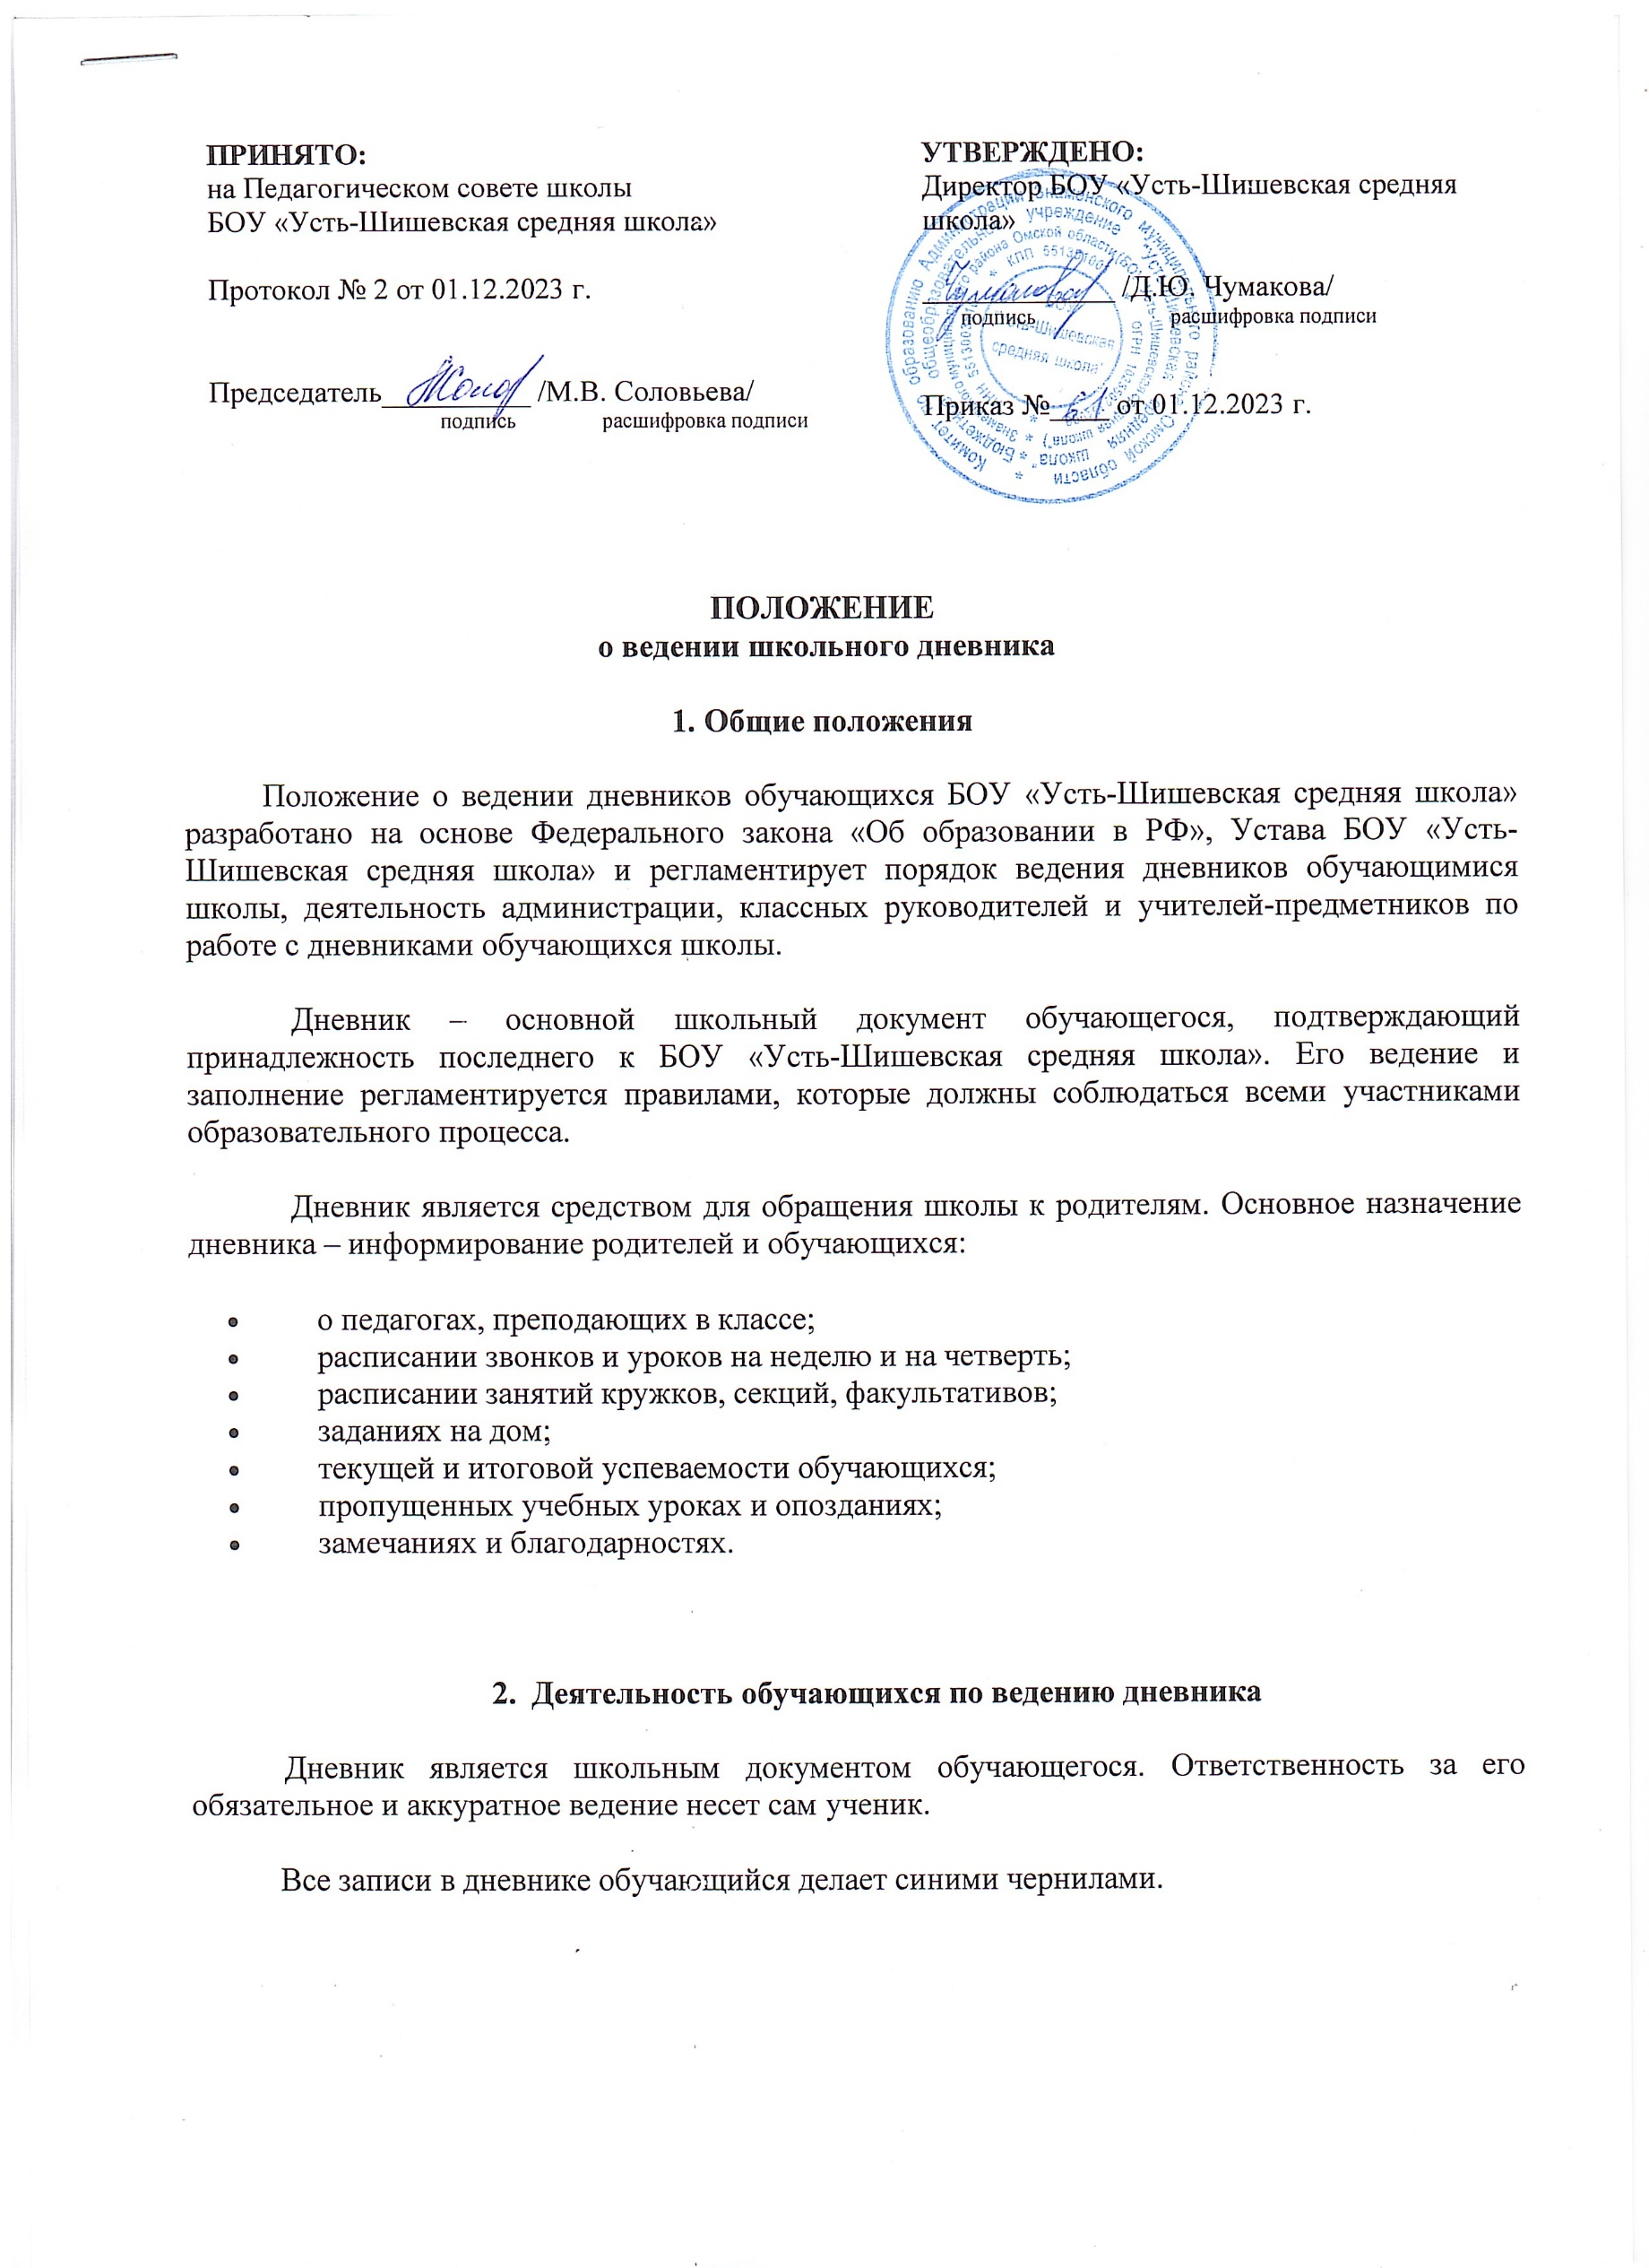 ПРИНЯТО:
на Педагогическом совете школы
БОУ «Усть-Шишевская средняя школа»
Протокол № 2 от 01.12.2023 г.
Председатель__________ /М.В. Соловьева/
подпись расшифровка подписи
УТВЕРЖДЕНО:
Директор БОУ «Усть-Шишевская средняя
школа»
_____________ /Д.Ю. Чумакова/
подпись расшифровка подписи
Приказ №____ от 01.12.2023 г.
средняя школа
ПОЛОЖЕНИЕ
о ведении школьного дневника
1. Общие положения
Положение о ведении дневников обучающихся БОУ «Усть-Шишевская средняя школа»
разработано на основе Федерального закона «Об образовании в РФ», Устава БОУ «Усть-
Шишевская средняя школа» и регламентирует порядок ведения дневников обучающимися
школы, деятельность администрации, классных руководителей и учителей-предметников по
работе с дневниками обучающихся школы.
Дневник – основной школьный документ обучающегося, подтверждающий
принадлежность последнего к БОУ «Усть-Шишевская средняя школа». Его ведение и
заполнение регламентируется правилами, которые должны соблюдаться всеми участниками
образовательного процесса.
Дневник является средством для обращения школы к родителям. Основное назначение
дневника – информирование родителей и обучающихся:
• о педагогах, преподающих в классе;
• расписании звонков и уроков на неделю и на четверть;
• расписании занятий кружков, секций, факультативов;
• заданиях на дом;
• текущей и итоговой успеваемости обучающихся;
• пропущенных учебных уроках и опозданиях;
• замечаниях и благодарностях.
2. Деятельность обучающихся по ведению дневника
Дневник является школьным документом обучающегося. Ответственность за его
обязательное и аккуратное ведение несет сам ученик.
Все записи в дневнике обучающийся делает синими чернилами.